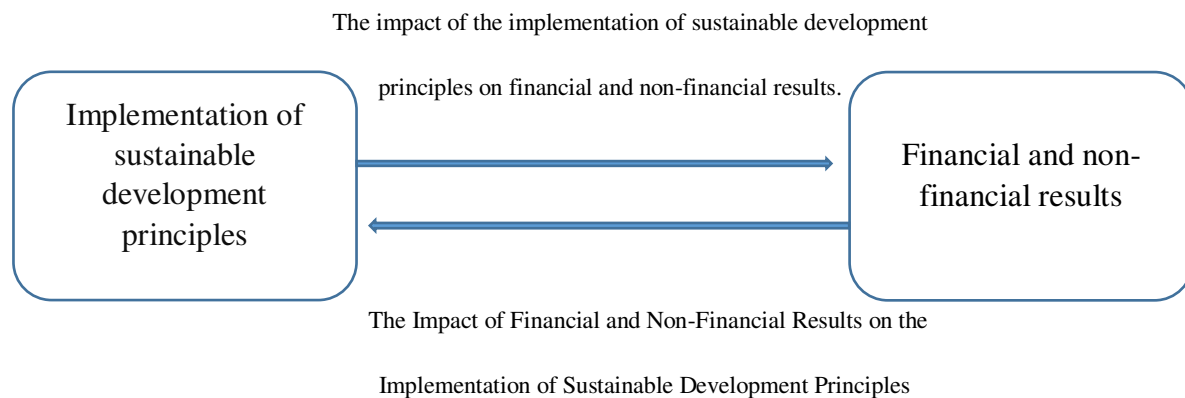 The impact of the implementation of sustainable development
principles on financial and non-financial results.
Implementation of
sustainable
development
principles
Financial and non-
financial results
The Impact of Financial and Non-Financial Results on the
Implementation of Sustainable Development Principles